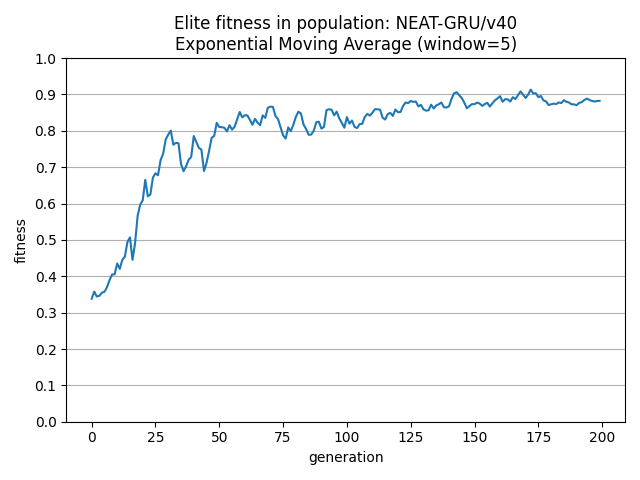 Elite fitness in population: NEAT-GRU/v40
Exponential Moving Average (window=5)
1.0
0.9
0.8
0.7
0.6
0.5
0.4
0.3
0.2
0.1
0.0
fitness
0 25 50 75 100 125 150 175 200
generation